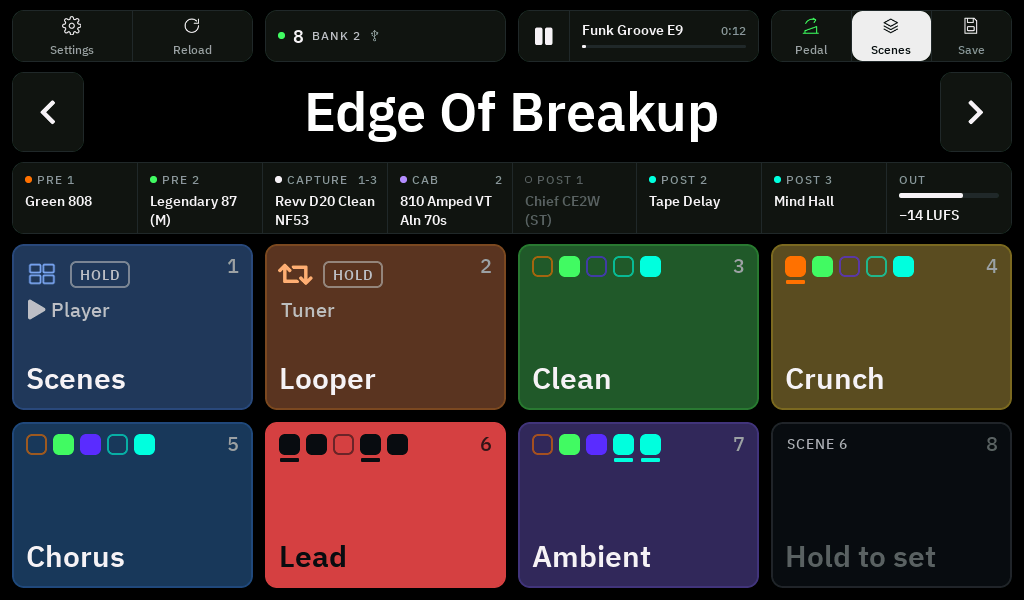 Settings
Reload
8 BANK 2
Funk Groove E9 0:12
Pedal
Scenes
Save
Edge Of Breakup
PRE 1
Green 808
PRE 2
Legendary 87
(M)
CAPTURE 1-3
Revv D20 Clean
NF53
CAB 2
810 Amped VT
Aln 70s
POST 1
Chief CE2W
(ST)
POST 2
Tape Delay
POST 3
Mind Hall
OUT
−14 LUFS
HOLD 1
Player
Scenes
HOLD 2
Tuner
Looper
3
Clean
4
Crunch
5
Chorus
6
Lead
7
Ambient
SCENE 6 8
Hold to set